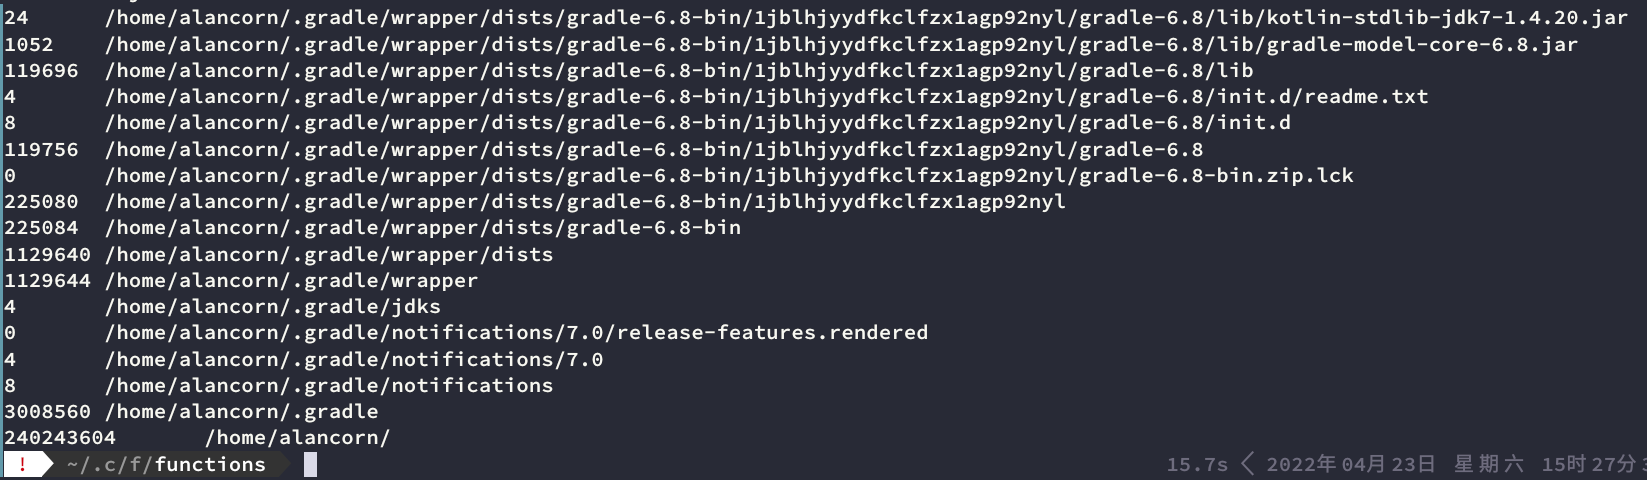 24 /home/alancorn/.gradle/wrapper/dists/gradle-6.8-bin/1jblhjyydfkclfzx1agp92nyl/gradle-6.8/lib/kotlin-stdlib-jdk7-1.4.20.jar
1052 /home/alancorn/.gradle/wrapper/dists/gradle-6.8-bin/1jblhjyydfkclfzx1agp92nyl/gradle-6.8/lib/gradle-model-core-6.8.jar
119696 /home/alancorn/.gradle/wrapper/dists/gradle-6.8-bin/1jblhjyydfkclfzx1agp92nyl/gradle-6.8/lib
4 /home/alancorn/.gradle/wrapper/dists/gradle-6.8-bin/1jblhjyydfkclfzx1agp92nyl/gradle-6.8/init.d/readme.txt
8 /home/alancorn/.gradle/wrapper/dists/gradle-6.8-bin/1jblhjyydfkclfzx1agp92nyl/gradle-6.8/init.d
119756 /home/alancorn/.gradle/wrapper/dists/gradle-6.8-bin/1jblhjyydfkclfzx1agp92nyl/gradle-6.8
0 /home/alancorn/.gradle/wrapper/dists/gradle-6.8-bin/1jblhjyydfkclfzx1agp92nyl/gradle-6.8-bin.zip.lck
225080 /home/alancorn/.gradle/wrapper/dists/gradle-6.8-bin/1jblhjyydfkclfzx1agp92nyl
225084 /home/alancorn/.gradle/wrapper/dists/gradle-6.8-bin
1129640 /home/alancorn/.gradle/wrapper/dists
1129644 /home/alancorn/.gradle/wrapper
4 /home/alancorn/.gradle/jdks
0 /home/alancorn/.gradle/notifications/7.0/release-features.rendered
4 /home/alancorn/.gradle/notifications/7.0
8 /home/alancorn/.gradle/notifications
3008560 /home/alancorn/.gradle
240243604 /home/alancorn/
! ~/.c/f/functions 15.7s 2022年04月23日 星期六 15时27分